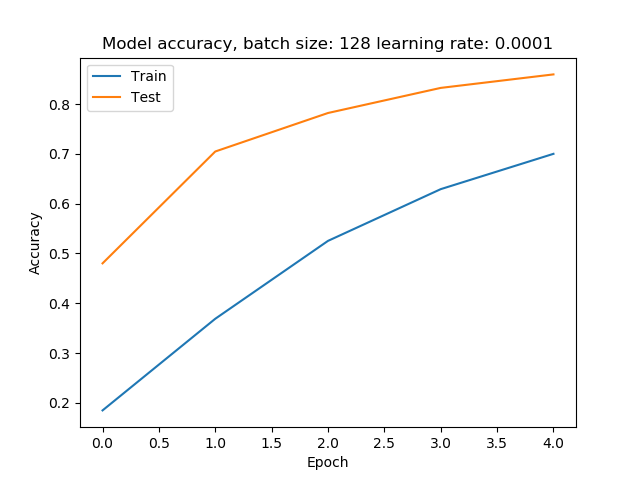 Model accuracy, batch size: 128 learning rate: 0.0001
Train
Test
Accuracy
0.8
0.7
0.6
0.5
0.4
0.3
0.2
0.0 0.5 1.0 1.5 2.0 2.5 3.0 3.5 4.0
Epoch